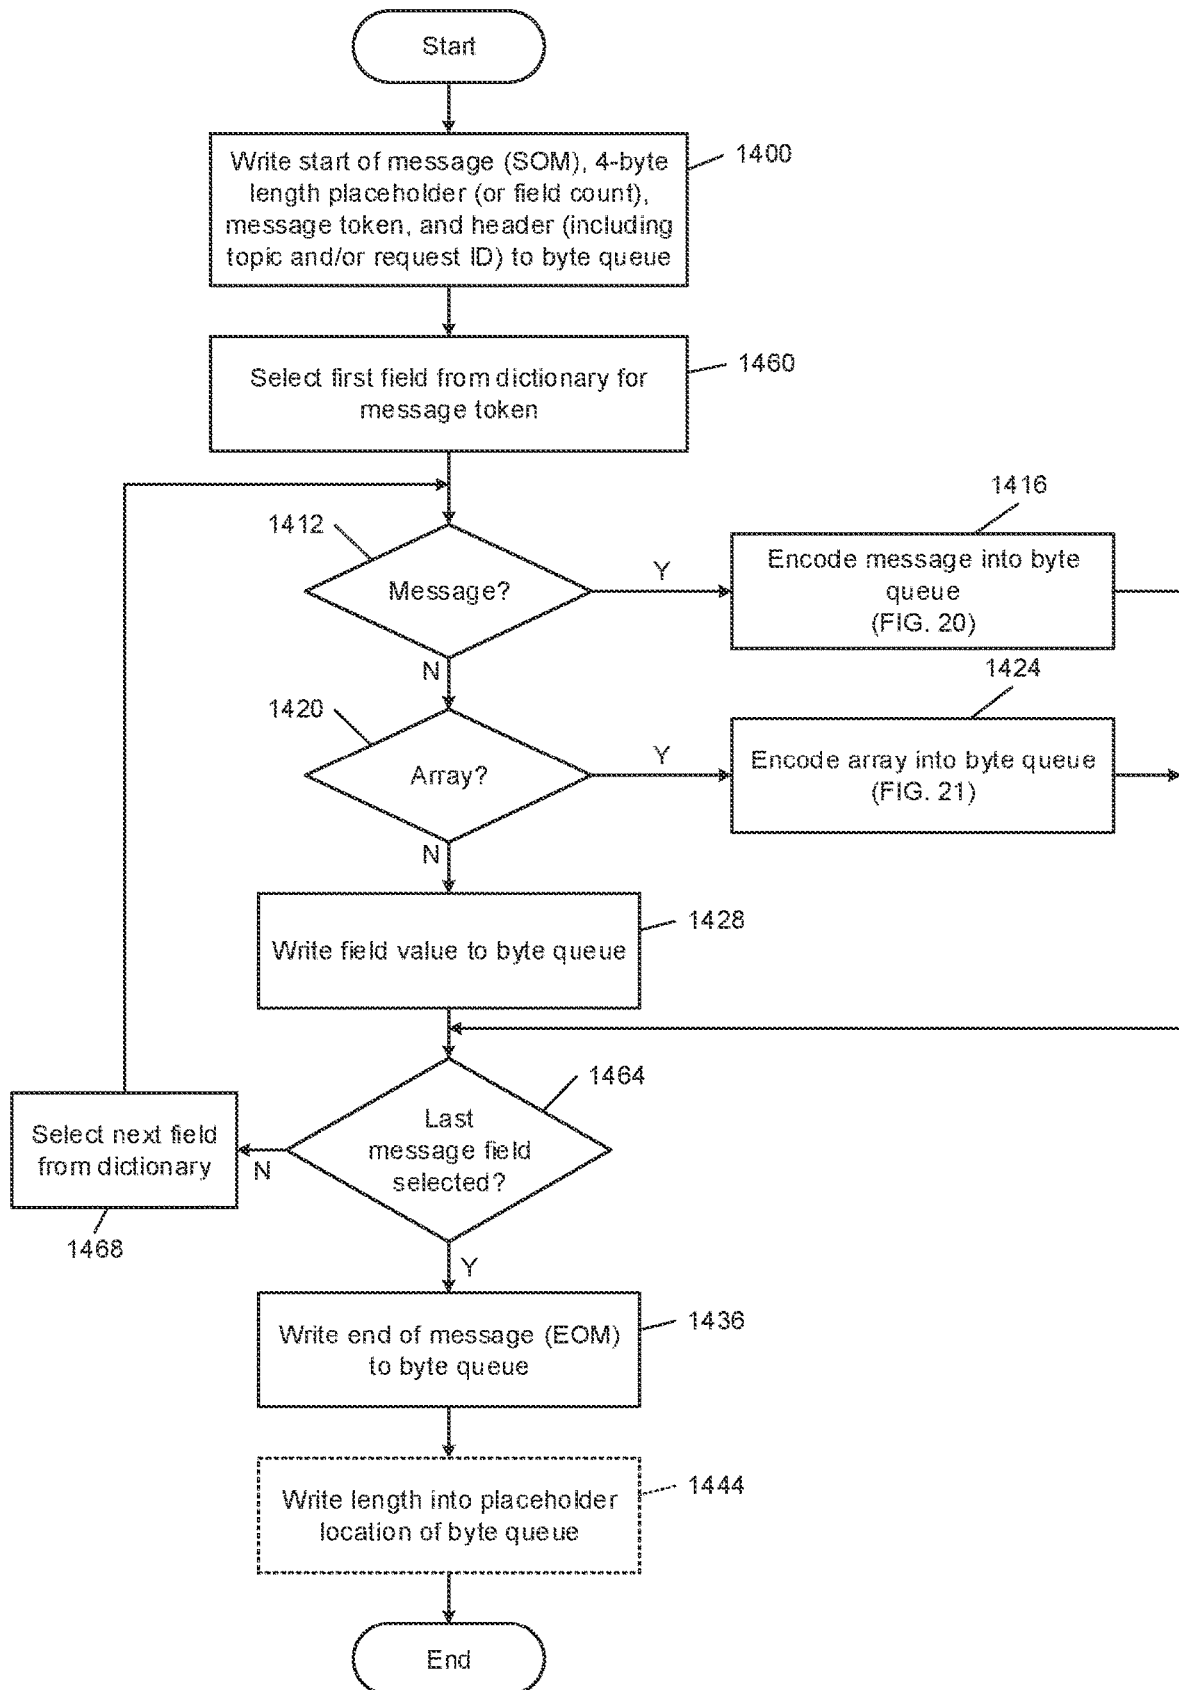 Start
Write start of message (SOM), 4-byte
length placeholder (or field count),
message token, and header (including
topic and/or request ID) to byte queue
1400
Select first field from dictionary for
message token
1460
1412
Message?
Y
N
1416
Encode message into byte
queue
(FIG. 20)
1420
Array?
Y
N
1424
Encode array into byte queue
(FIG. 21)
Write field value to byte queue
1428
1464
Last
message field
selected?
N
Y
Select next field
from dictionary
1468
Write end of message (EOM)
to byte queue
1436
Write length into placeholder
location of byte queue
1444
End